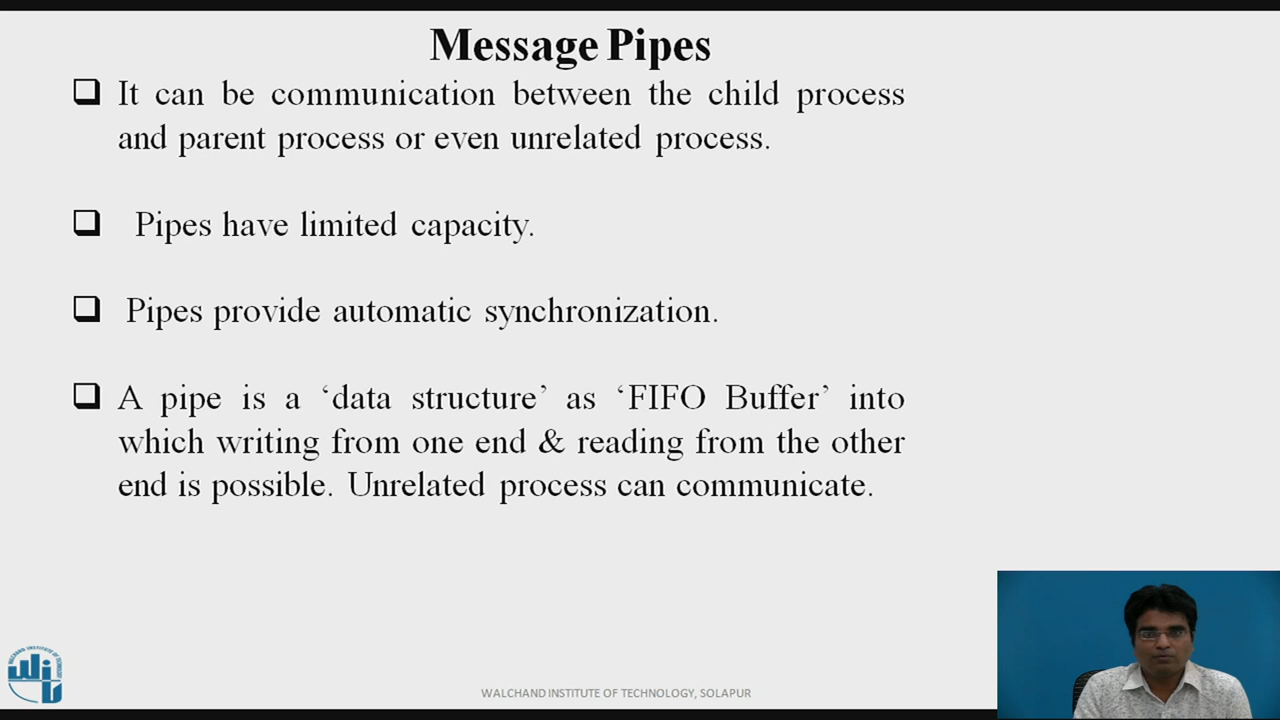 Message Pipes
It can be communication between the child process
and parent process or even unrelated process.
Pipes have limited capacity.
Pipes provide automatic synchronization.
A pipe is a ‘data structure’ as ‘FIFO Buffer’ into
which writing from one end & reading from the other
end is possible. Unrelated process can communicate.
WALCHAND INSTITUTE OF TECHNOLOGY, SOLAPUR